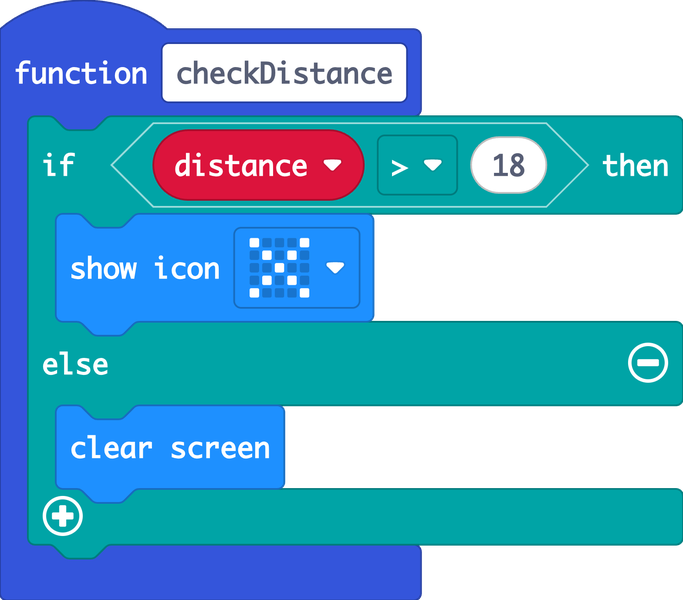 function checkDistance
if distance > 18 then
show icon
else
clear screen